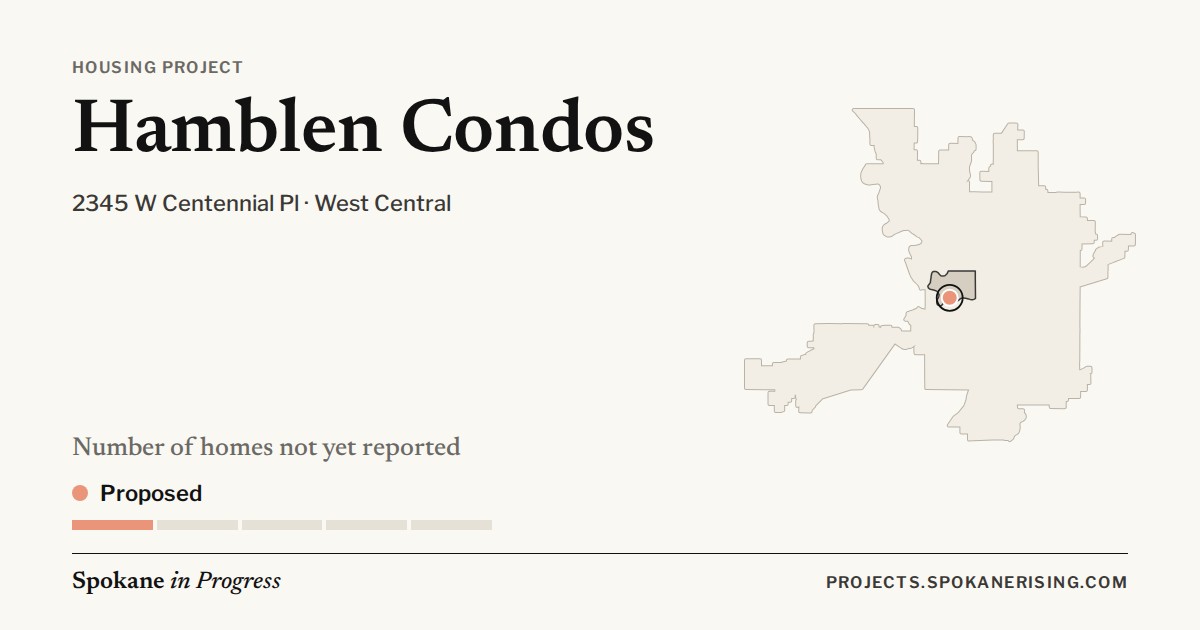 HOUSING PROJECT
Hamblen Condos
2345 W Centennial Pl · West Central
Number of homes not yet reported
Proposed
Spokane in Progress
PROJECTS.SPOKANERISING.COM